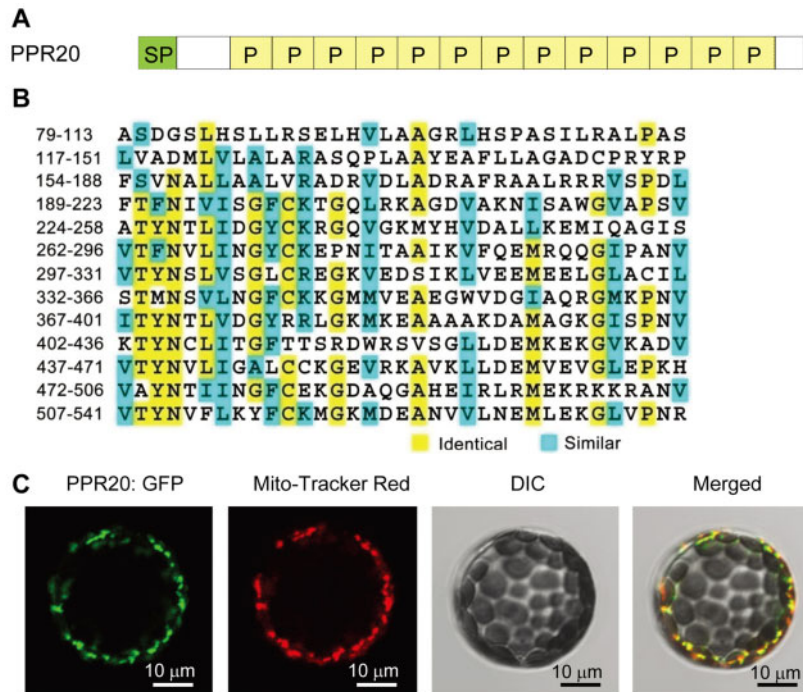 A
PPR20 SP P P P P P P P P P P P P P
B
79-113 ASDGSLHSLLRSELHVLAAGRLHSPASILRALPAS
117-151 LVADMLVLALARASQPLAAYEAFLLAGADCPRYRP
154-188 FSVNALLAALVRADRVDLADRAFRAALRRRVSPDL
189-223 FTFNIVISGFCKTGQLRKAGDVAKNISAWGVAPSV
224-258 ATYNTLIDGYCKRGQVGKMYHVDALLKEMIQAGIS
262-296 VTFNVLINGYCKEPNITAAIKVFQEMRQQGIPANV
297-331 VTYNSLVSGLCREGKVEDSIKLVEEMEELGLACIL
332-366 STMNSVLNGFCKKGMMVEAEGWVDGIAQRGMKPNV
367-401 ITYNTLVDGYRRLGKMKEAAAAKDAMAGKGISPNV
402-436 KTYNCLITGFTTSRDWRSVSGLLDEMKEKGVKADV
437-471 VTYNVLIGALCCKGEVRKAVKLLDEMVEVGLEPKH
472-506 VAYNTIINGFCEKGDAQGAHEIRLRMEKRKKRANV
507-541 VTYNVFLKYFCKMGKMDEANVVLNEMLEKGLVPNR
Identical Similar
C
PPR20: GFP Mito-Tracker Red DIC Merged
10 μm 10 μm 10 μm 10 μm